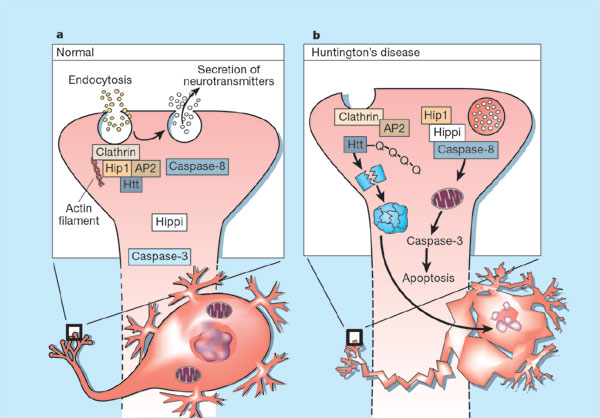 a
Normal
Endocytosis
Secretion of
neurotransmitters
Clathrin
Hip1
AP2
Htt
Caspase-8
Actin
filament
Hippi
Caspase-3
b
Huntington's disease
Clathrin
AP2
Htt
Q Q Q Q
Hip1
Hippi
Caspase-8
Caspase-3
Apoptosis